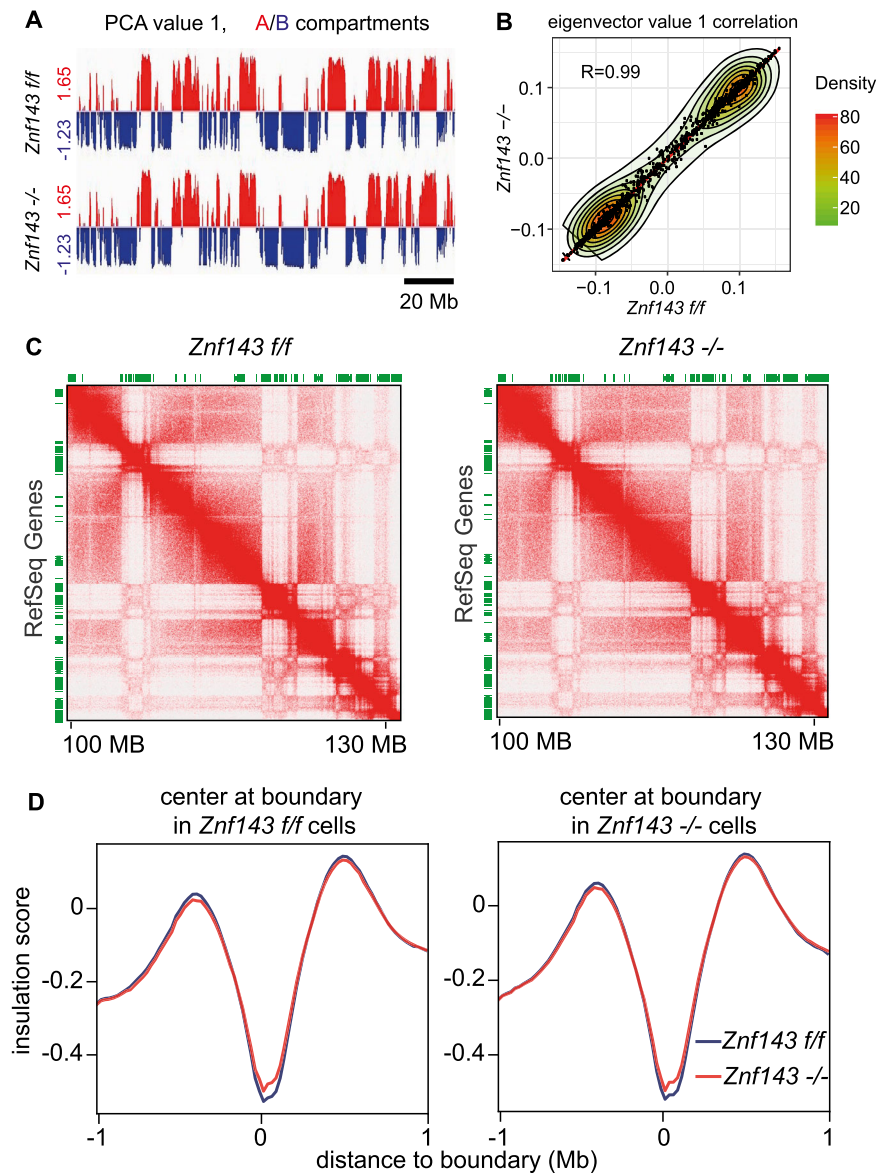 A
PCA value 1, A/B compartments
Znf143 f/f
-1.23 1.65
Znf143 -/-
-1.23 1.65
20 Mb
B
eigenvector value 1 correlation
R=0.99
Znf143 -/-
0.1
0.0
−0.1
−0.1 0.0 0.1
Znf143 f/f
Density
80
60
40
20
C
Znf143 f/f
RefSeq Genes
100 MB 130 MB
Znf143 -/-
RefSeq Genes
100 MB 130 MB
D
center at boundary
in Znf143 f/f cells
insulation score
0
-0.2
-0.4
-1 0 1
center at boundary
in Znf143 -/- cells
0
-0.2
-0.4
Znf143 f/f
Znf143 -/-
-1 0 1
distance to boundary (Mb)